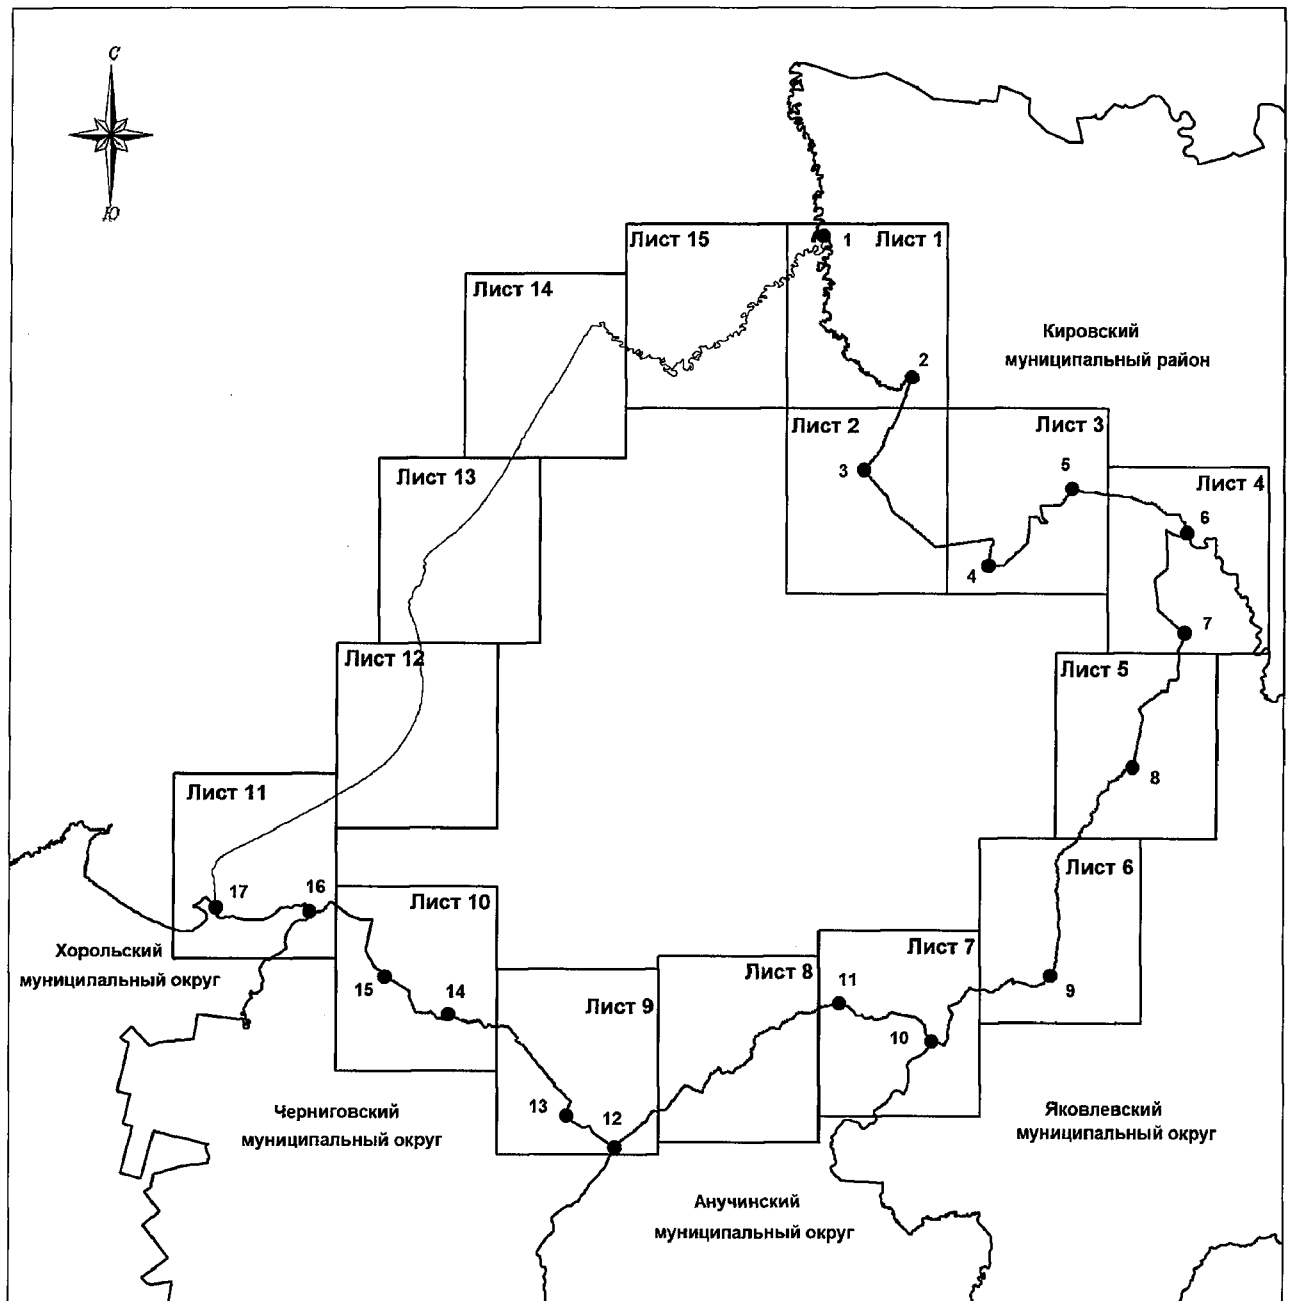 С
Ю
Лист 15
1
Лист 1
Лист 14
Кировский
муниципальный район
2
Лист 2
Лист 3
3
5
Лист 13
Лист 4
6
4
7
Лист 12
Лист 5
8
Лист 11
Лист 6
17
16
Лист 10
Лист 7
Хорольский
муниципальный округ
Лист 8
15
14
Лист 9
11
9
10
Черниговский
муниципальный округ
13
12
Яковлевский
муниципальный округ
Анучинский
муниципальный округ